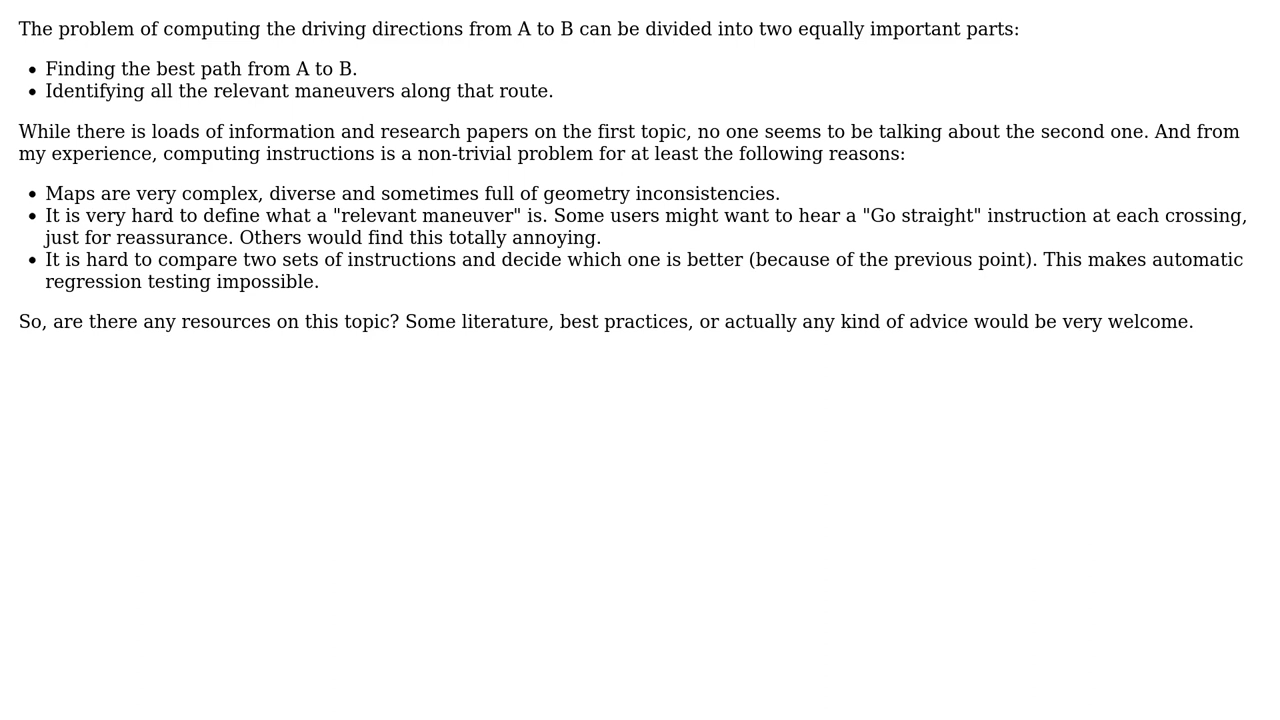 The problem of computing the driving directions from A to B can be divided into two equally important parts:
• Finding the best path from A to B.
• Identifying all the relevant maneuvers along that route.
While there is loads of information and research papers on the first topic, no one seems to be talking about the second one. And from
my experience, computing instructions is a non-trivial problem for at least the following reasons:
• Maps are very complex, diverse and sometimes full of geometry inconsistencies.
• It is very hard to define what a "relevant maneuver" is. Some users might want to hear a "Go straight" instruction at each crossing,
just for reassurance. Others would find this totally annoying.
• It is hard to compare two sets of instructions and decide which one is better (because of the previous point). This makes automatic
regression testing impossible.
So, are there any resources on this topic? Some literature, best practices, or actually any kind of advice would be very welcome.